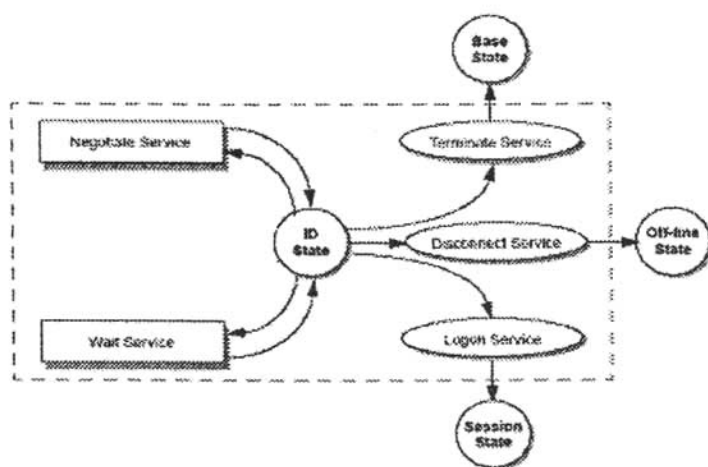 Base
State
Negotiate Service
Terminate Service
ID
State
Disconnect Service
Off-line
State
Wait Service
Logon Service
Session
State